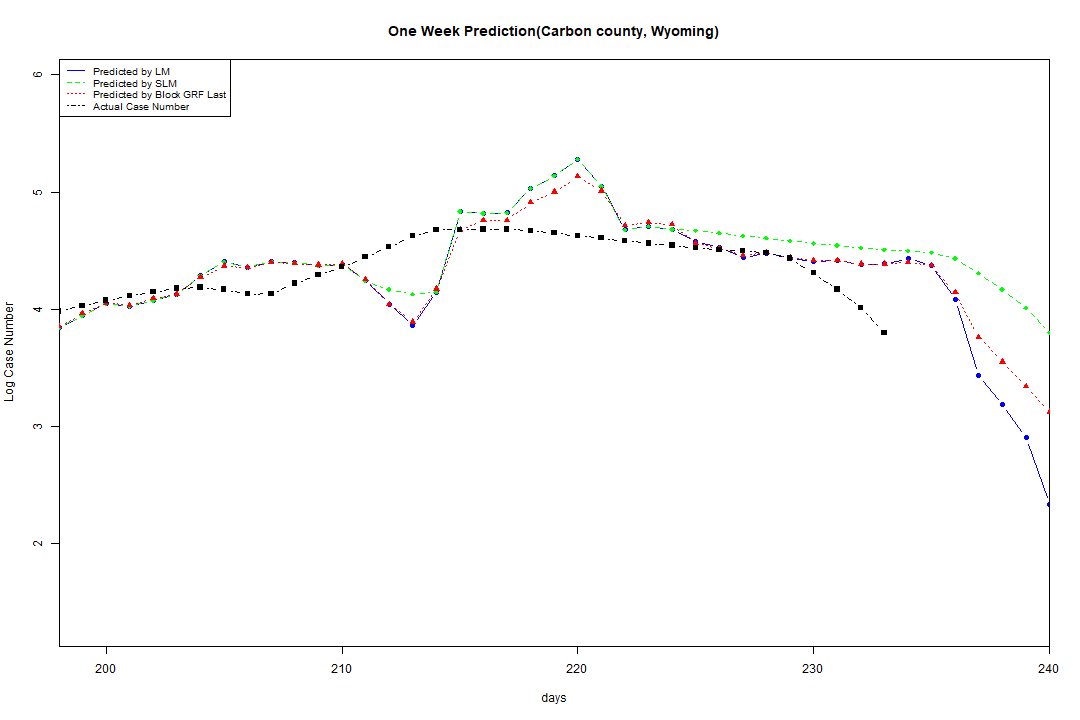 One Week Prediction(Carbon county, Wyoming)
Predicted by LM
Predicted by SLM
Predicted by Block GRF Last
Actual Case Number
6
5
4
3
2
Log Case Number
200
210
220
230
240
days